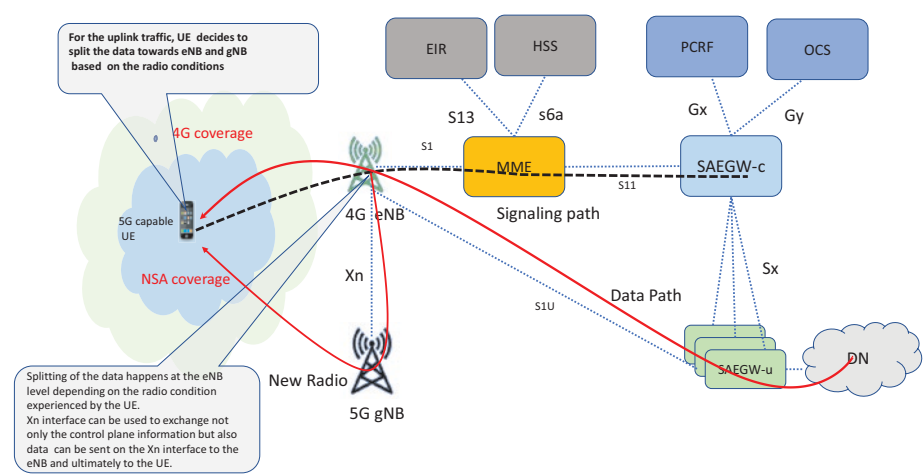 For the uplink traffic, UE decides to
split the data towards eNB and gNB
based on the radio conditions
EIR
HSS
PCRF
OCS
S13
s6a
Gx
Gy
4G coverage
S1
MME
SAEGW-c
S11
5G capable
UE
4G eNB
Signaling path
NSA coverage
Xn
Sx
S1U
Data Path
New Radio
5G gNB
SAEGW-u
DN
Splitting of the data happens at the eNB
level depending on the radio condition
experienced by the UE.
Xn interface can be used to exchange not
only the control plane information but also
data can be sent on the Xn interface to the
eNB and ultimately to the UE.